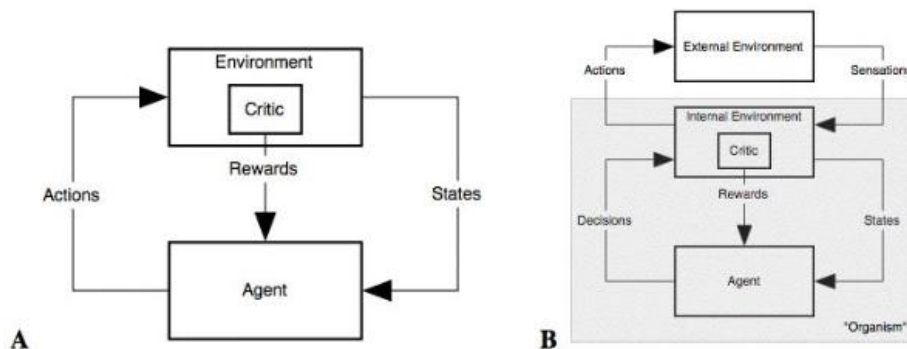 Environment
Critic
Rewards
Actions
States
Agent
A
External Environment
Actions
Sensations
Internal Environment
Critic
Rewards
Decisions
States
Agent
"Organism"
B